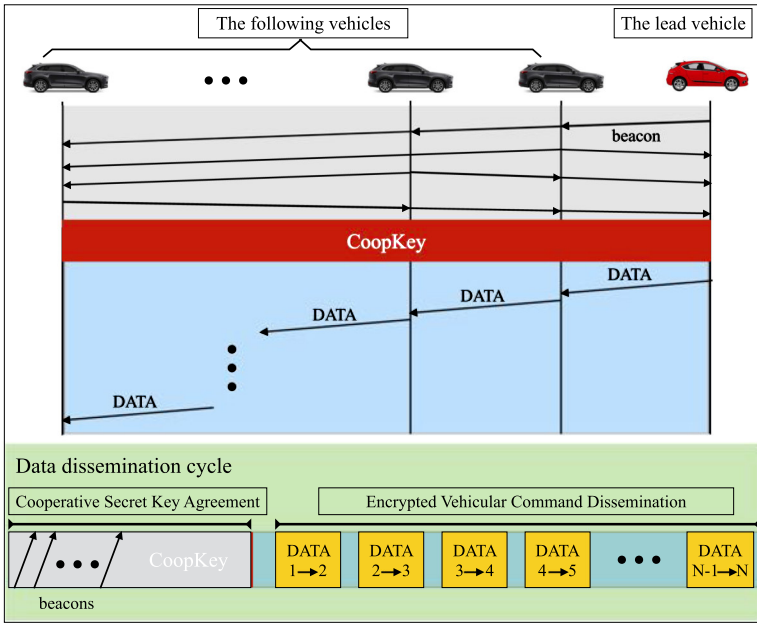 The following vehicles
The lead vehicle
beacon
CoopKey
DATA
DATA
DATA
DATA
Data dissemination cycle
Cooperative Secret Key Agreement
Encrypted Vehicular Command Dissemination
CoopKey
beacons
DATA
1→2
DATA
2→3
DATA
3→4
DATA
4→5
DATA
N-1→N